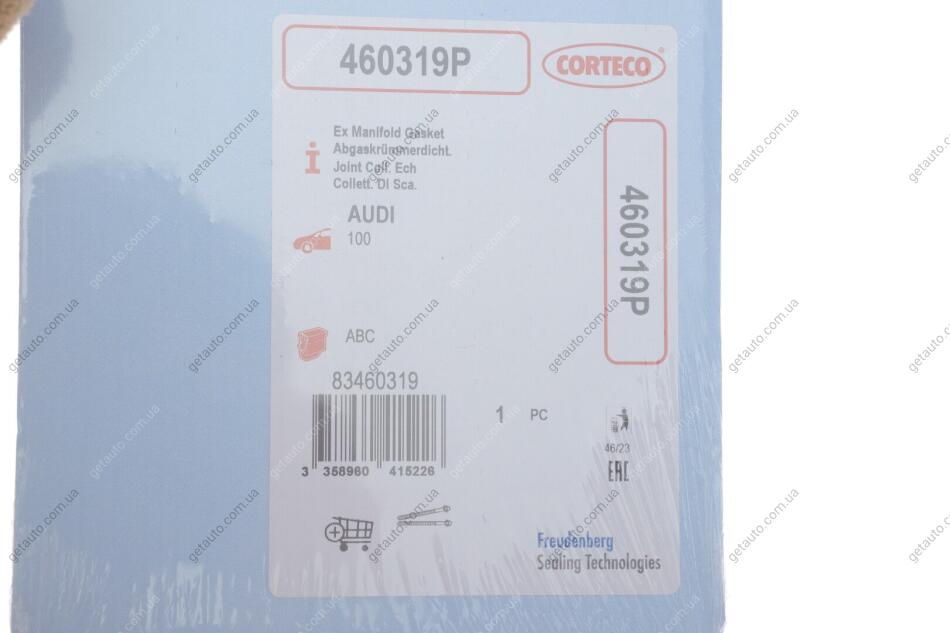 460319P
CORTECO
Ex Manifold Gasket
Abgaskrümmerdicht.
Joint Coll. Ech
Collett. DI Sca.
AUDI
100
460319P
ABC
83460319
3 358960 415226
1 PC
46/23
EAC
Freudenberg
Sealing Technologies
getauto.com.ua